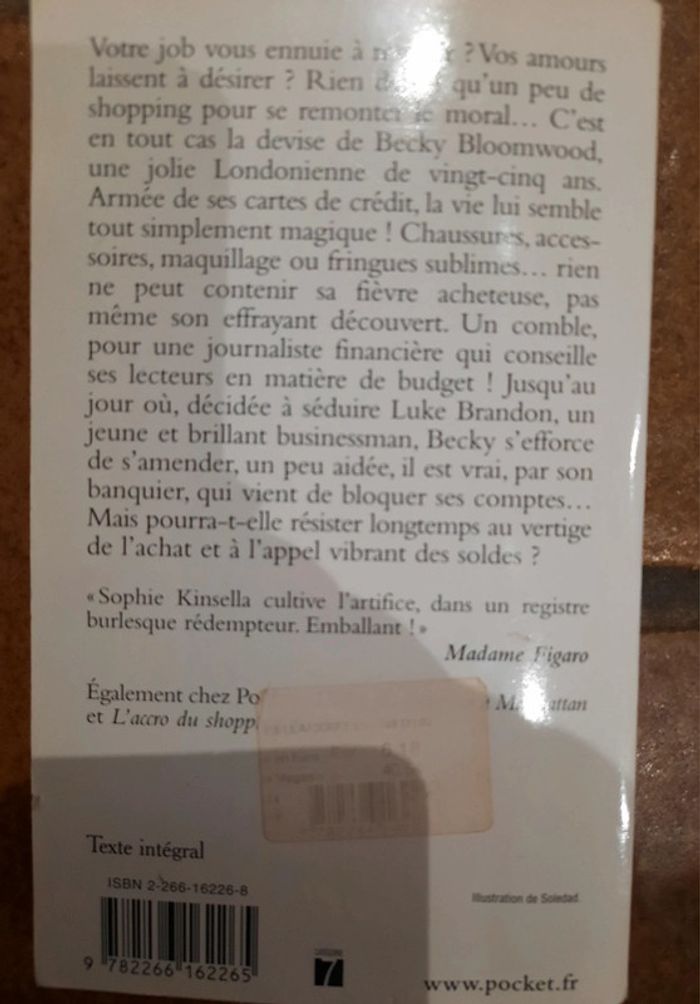 Votre job vous ennuie à ? Vos amours
laissent à désirer ? Rien qu'un peu de
shopping pour se remonter le moral... C'est
en tout cas la devise de Becky Bloomwood,
une jolie Londonienne de vingt-cinq ans.
Armée de ses cartes de crédit, la vie lui semble
tout simplement magique ! Chaussures, acces-
soires, maquillage ou fringues sublimes... rien
ne peut contenir sa fièvre acheteuse, pas
même son effrayant découvert. Un comble,
pour une journaliste financière qui conseille
ses lecteurs en matière de budget ! Jusqu'au
jour où, décidée à séduire Luke Brandon, un
jeune et brillant businessman, Becky s'efforce
de s'amender, un peu aidée, il est vrai, par son
banquier, qui vient de bloquer ses comptes...
Mais pourra-t-elle résister longtemps au vertige
de l'achat et à l'appel vibrant des soldes ?
« Sophie Kinsella cultive l'artifice, dans un registre
burlesque rédempteur. Emballant ! »
Madame Figaro
Également chez Manhattan
et L'accro du
Texte intégral
ISBN 2-266-16226-8
Illustration de Soledad
9 782266 162265
7
www.pocket.fr